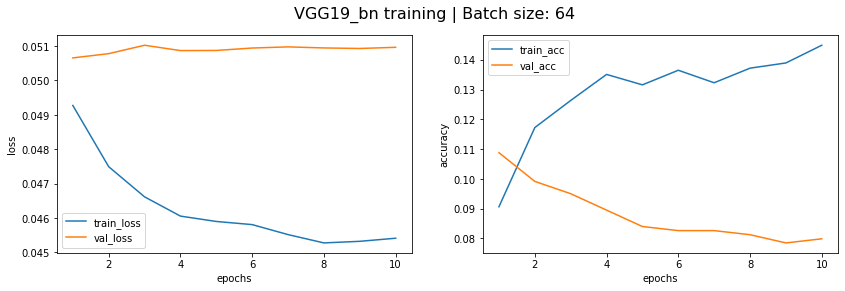 VGG19_bn training | Batch size: 64
0.051
0.050
0.049
0.048
0.047
0.046
0.045
loss
train_loss
val_loss
2 4 6 8 10
epochs
0.14
0.13
0.12
0.11
0.10
0.09
0.08
accuracy
train_acc
val_acc
2 4 6 8 10
epochs